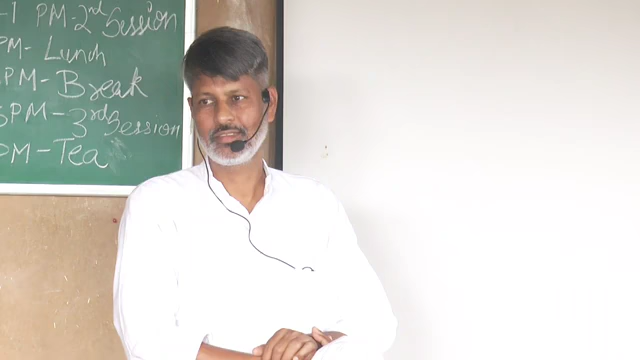 -1 PM-2nd Session
PM- Lunch
PM- Break
PM- 3rd Session
PM- Tea